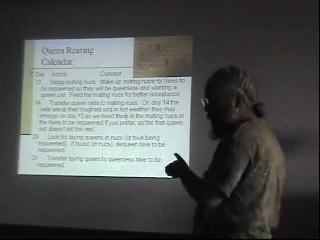 Queen Rearing
Calendar:
Day Action Concept
13 Setup mating nucs Make up mating nucs or hives to
be requeened so they will be queenless and wanting a
queen cell. Feed the mating nucs for better acceptance.
14 Transfer queen cells to mating nucs. On day 14 the
cells are at their toughest and in hot weather they may
emerge on day 15 so we need them in the mating nucs or
the hives to be requeened if you prefer, so the first queen
out doesn't kill the rest.
Look for laying queens in nucs (or hive being
requeened). If found (in nucs), dequeen hive to be
requeened
Transfer laying queen to queenless hive to be
requeened.